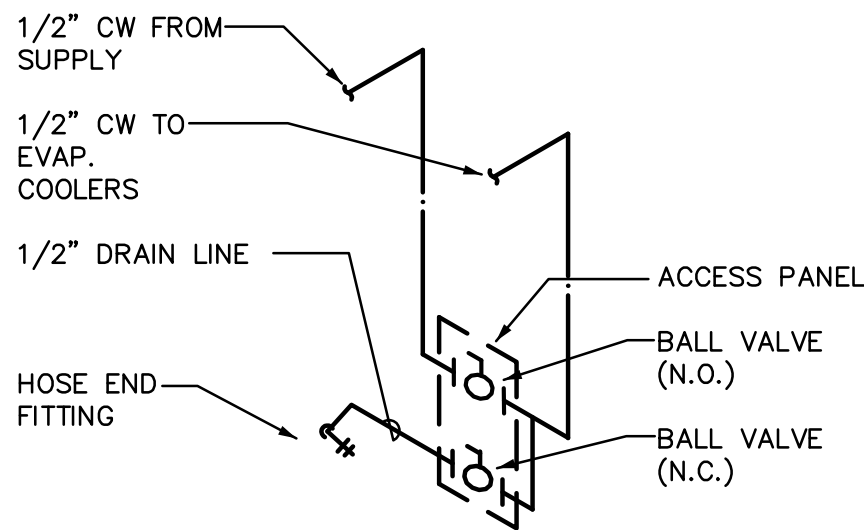 1/2" CW FROM
SUPPLY
1/2" CW TO
EVAP.
COOLERS
1/2" DRAIN LINE
HOSE END
FITTING
ACCESS PANEL
BALL VALVE
(N.O.)
BALL VALVE
(N.C.)